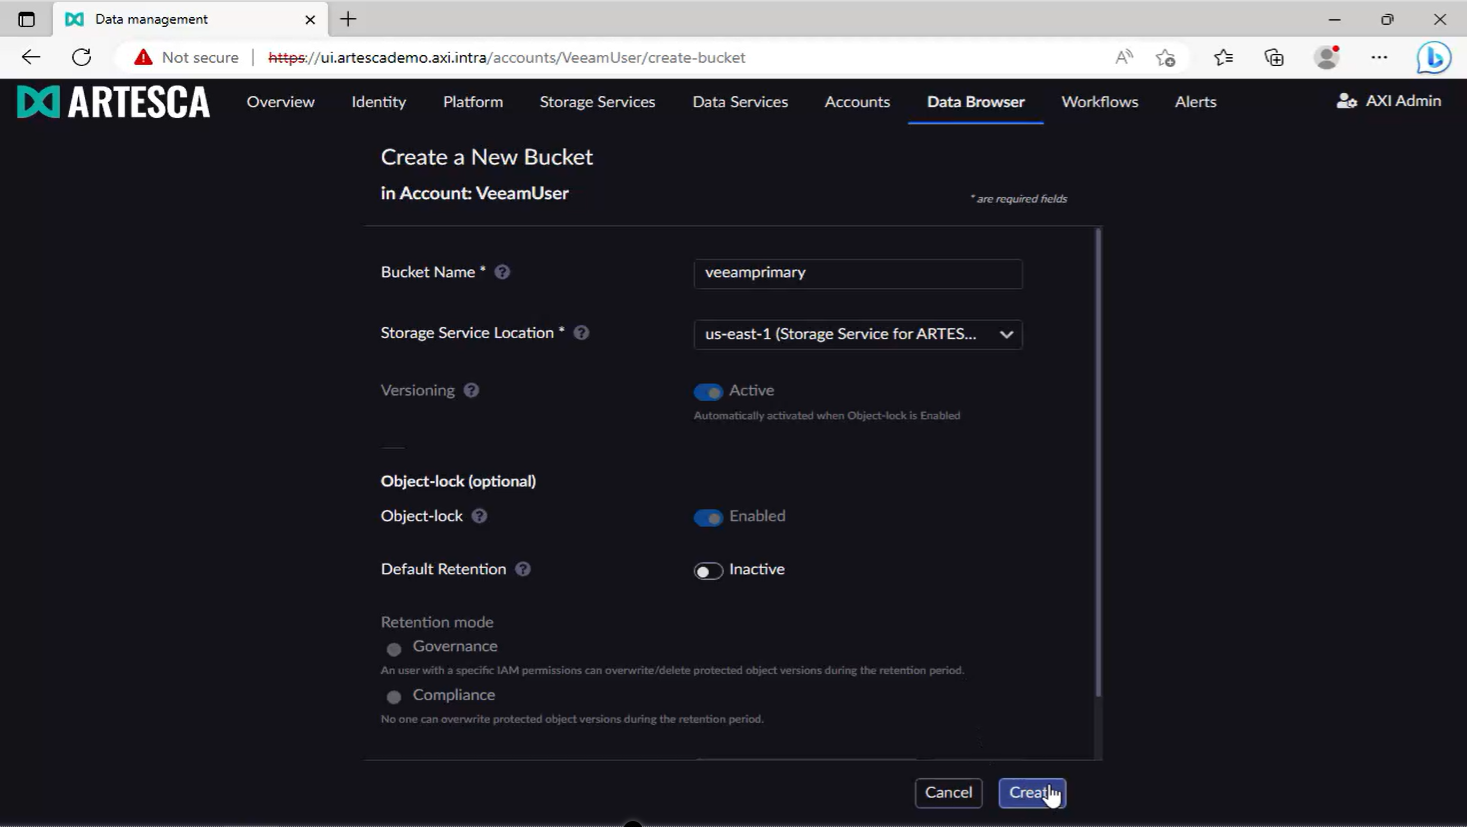 Data management
Not secure
https://ui.artescademo.axi.intra/accounts/VeeamUser/create-bucket
ARTESCA
Overview
Identity
Platform
Storage Services
Data Services
Accounts
Data Browser
Workflows
Alerts
AXI Admin
Create a New Bucket
in Account: VeeamUser
* are required fields
Bucket Name *
veeamprimary
Storage Service Location *
us-east-1 (Storage Service for ARTES...
Versioning
Active
Automatically activated when Object-lock is Enabled
Object-lock (optional)
Object-lock
Enabled
Default Retention
Inactive
Retention mode
Governance
An user with a specific IAM permissions can overwrite/delete protected object versions during the retention period.
Compliance
No one can overwrite protected object versions during the retention period.
Cancel
Create